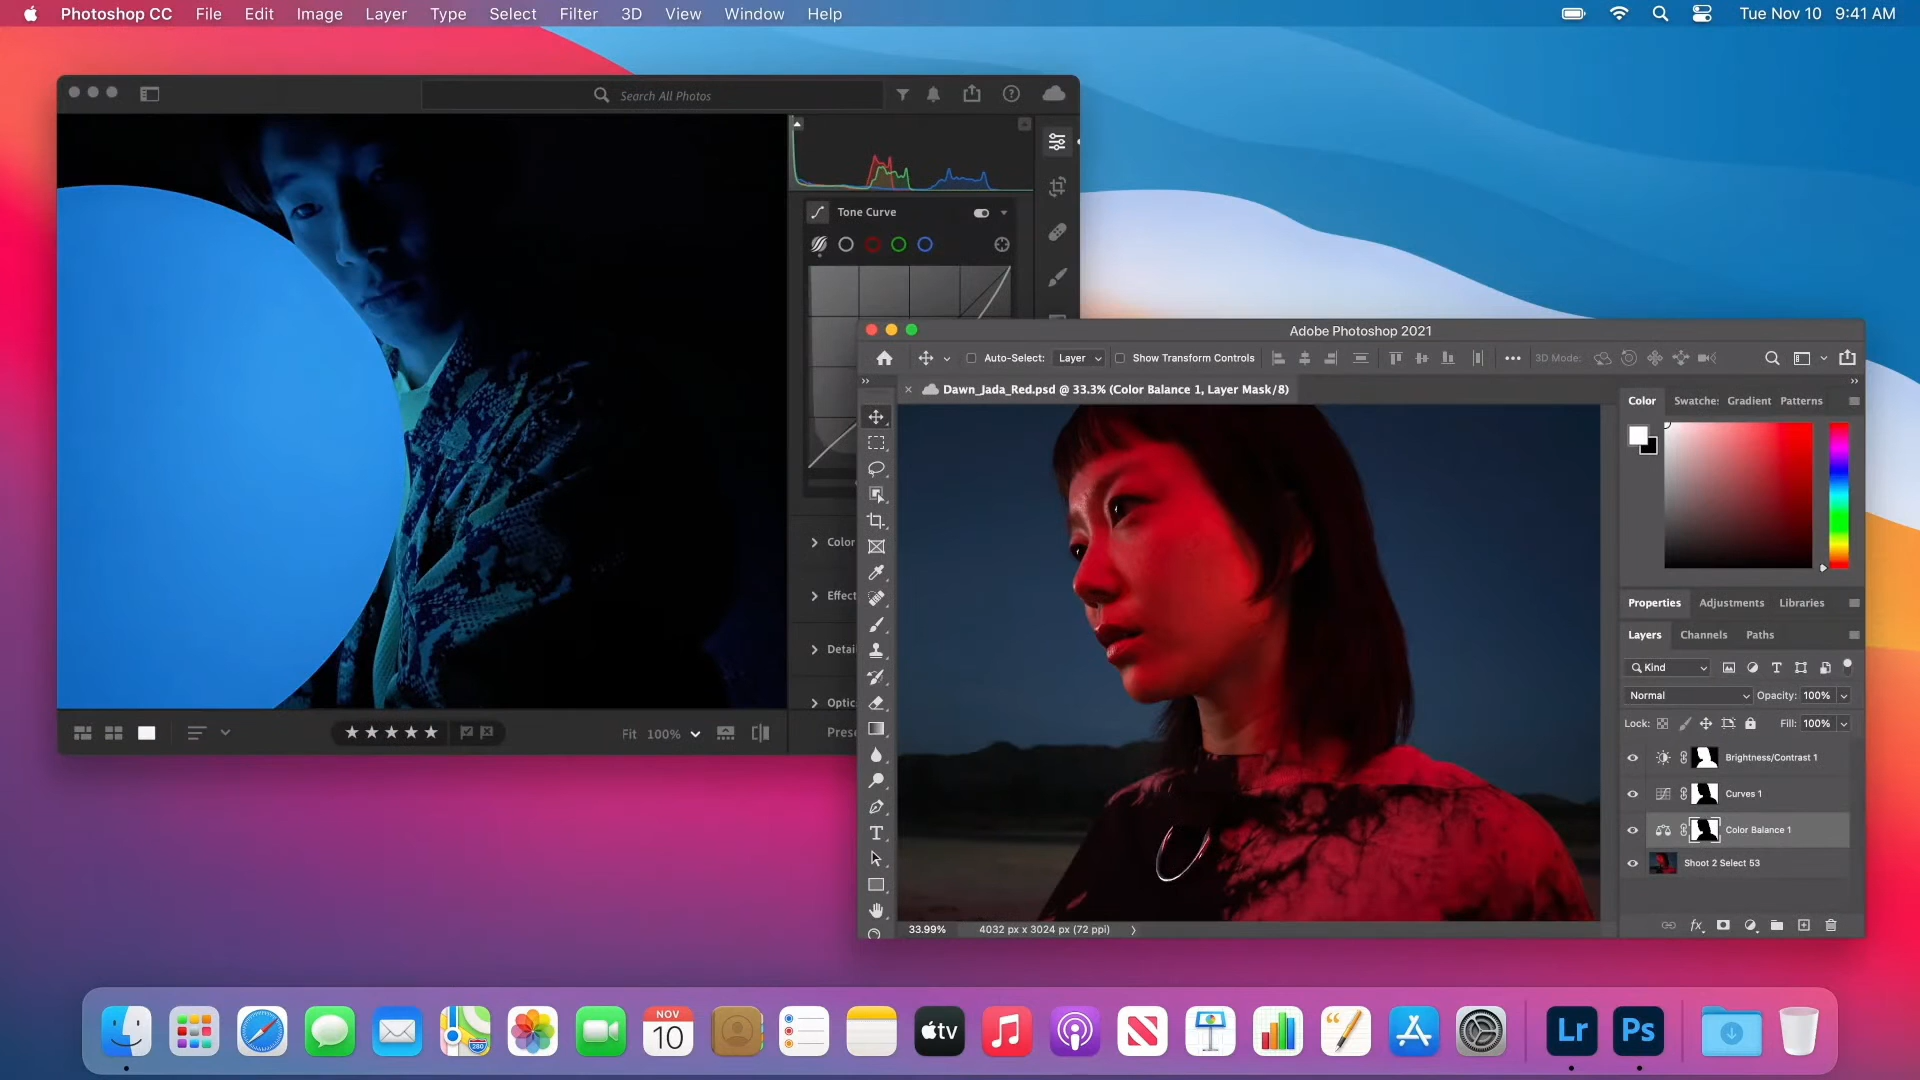 Photoshop CC File Edit Image Layer Type Select Filter 3D View Window Help Tue Nov 10 9:41 AM
Search All Photos
Tone Curve
Color
Effect
Detai
Optic
Fit 100%
Prese
Adobe Photoshop 2021
Auto-Select: Layer Show Transform Controls 3D Mode:
Dawn_Jada_Red.psd @ 33.3% (Color Balance 1, Layer Mask/8)
Color Swatche: Gradient Patterns
Properties Adjustments Libraries
Layers Channels Paths
Kind
Normal Opacity: 100%
Lock: Fill: 100%
Brightness/Contrast 1
Curves 1
Color Balance 1
Shoot 2 Select 53
fx
33.99% 4032 px x 3024 px (72 ppi)
280
NOV
10
tv
Lr
Ps